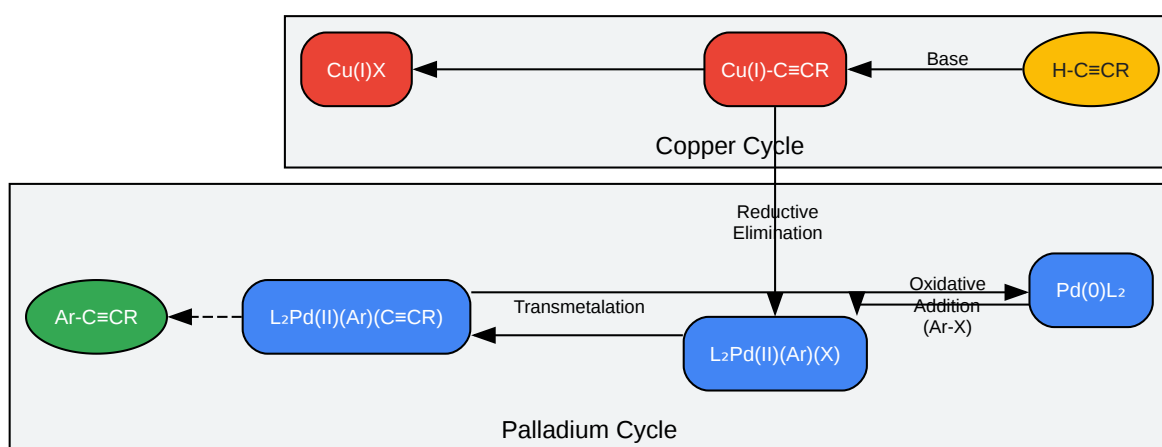 Cu(I)X
Cu(I)-C≡CR
Base
H-C≡CR
Copper Cycle
Reductive
Elimination
Ar-C≡CR
L₂Pd(II)(Ar)(C≡CR)
Transmetalation
L₂Pd(II)(Ar)(X)
Oxidative
Addition
(Ar-X)
Pd(0)L₂
Palladium Cycle